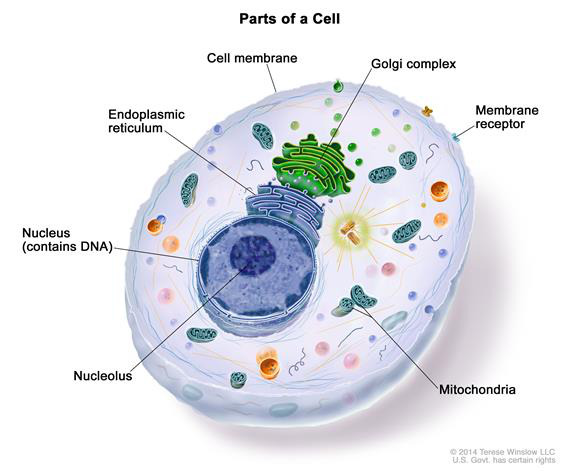 Parts of a Cell
Cell membrane
Golgi complex
Endoplasmic
reticulum
Membrane
receptor
Nucleus
(contains DNA)
Nucleolus
Mitochondria
© 2014 Terese Winslow LLC
U.S. Govt. has certain rights